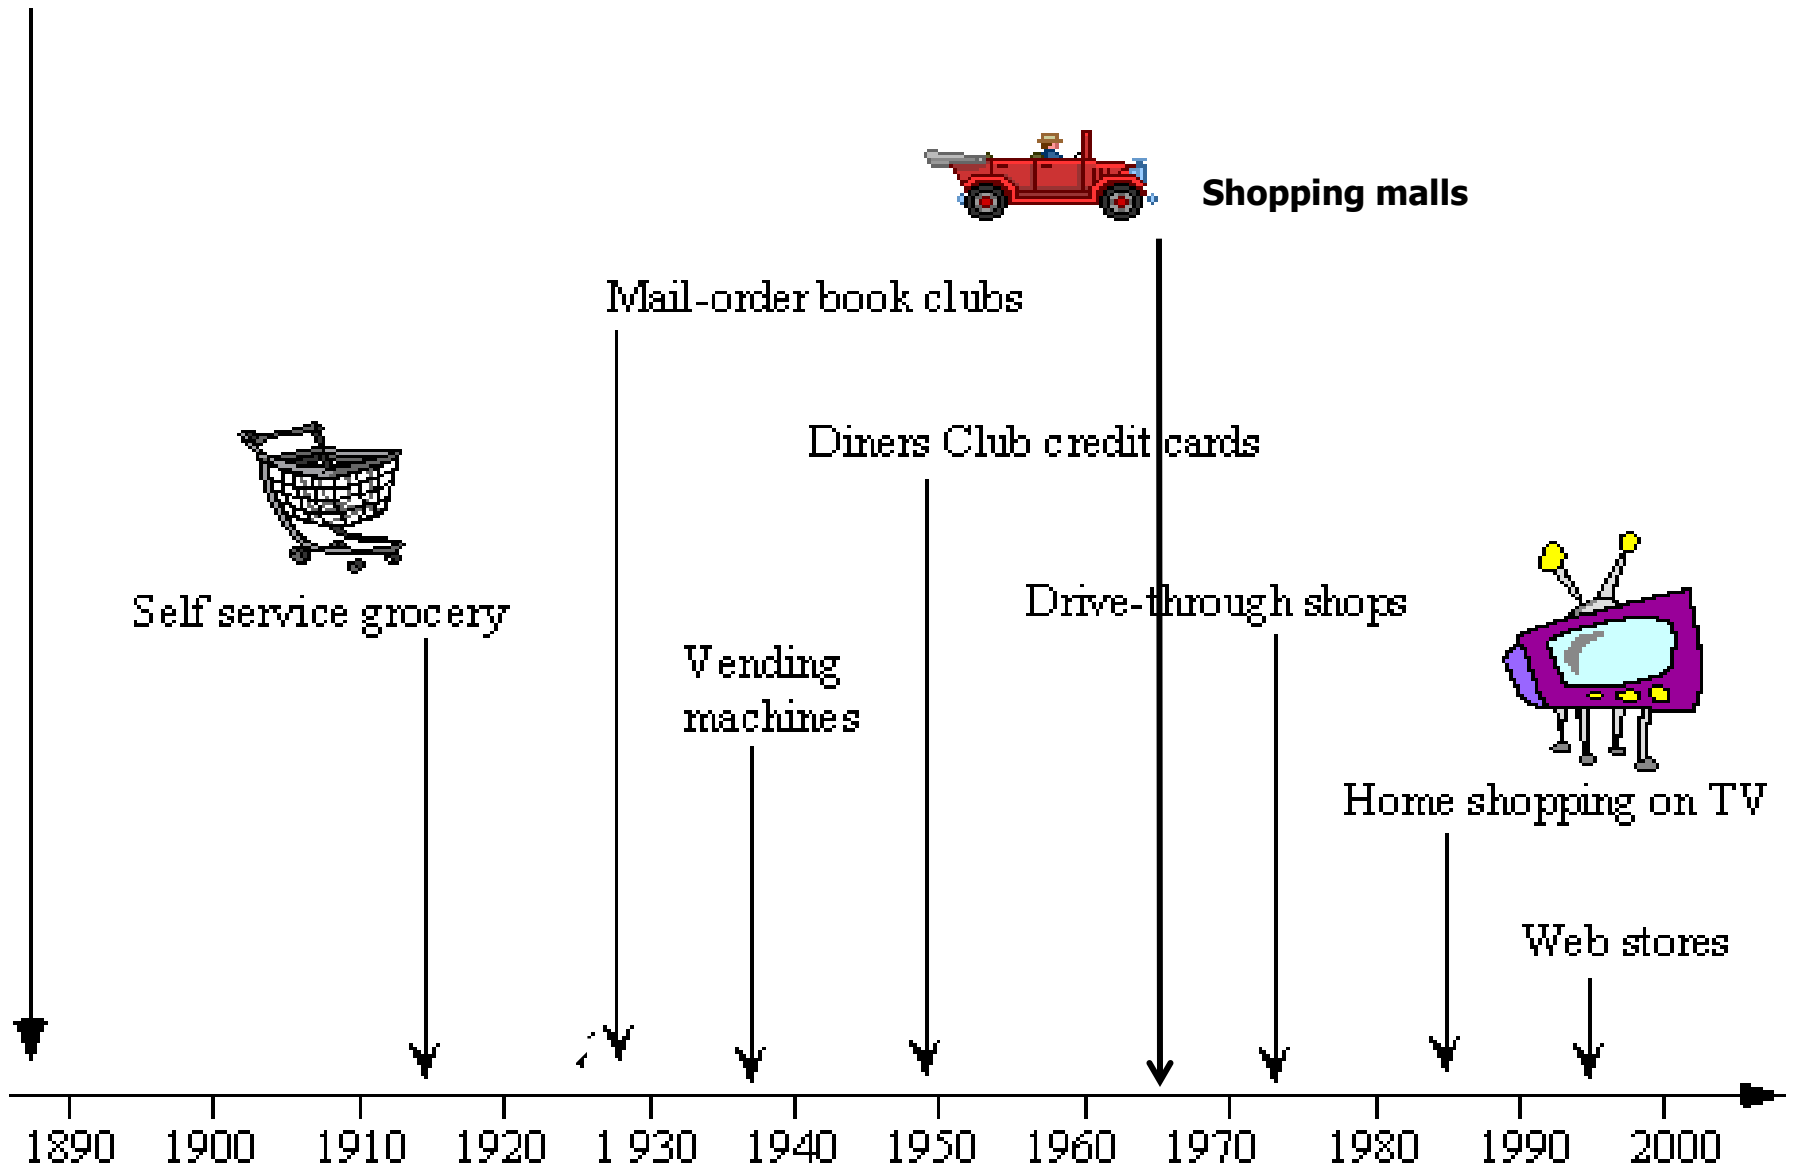 Shopping malls
Mail-order book clubs
Diners Club credit cards
Self service grocery
Drive-through shops
Vending
machines
Home shopping on TV
Web stores
1890 1900 1910 1920 1930 1940 1950 1960 1970 1980 1990 2000